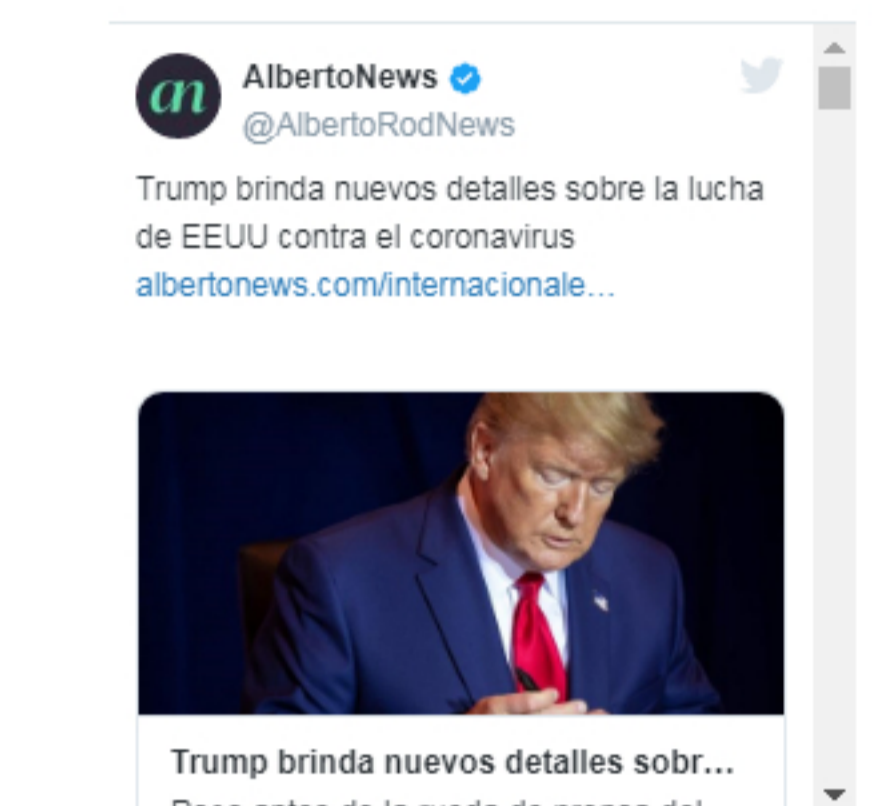 an
AlbertoNews
@AlbertoRodNews
Trump brinda nuevos detalles sobre la lucha
de EEUU contra el coronavirus
albertonews.com/internacionale...
Trump brinda nuevos detalles sobr...